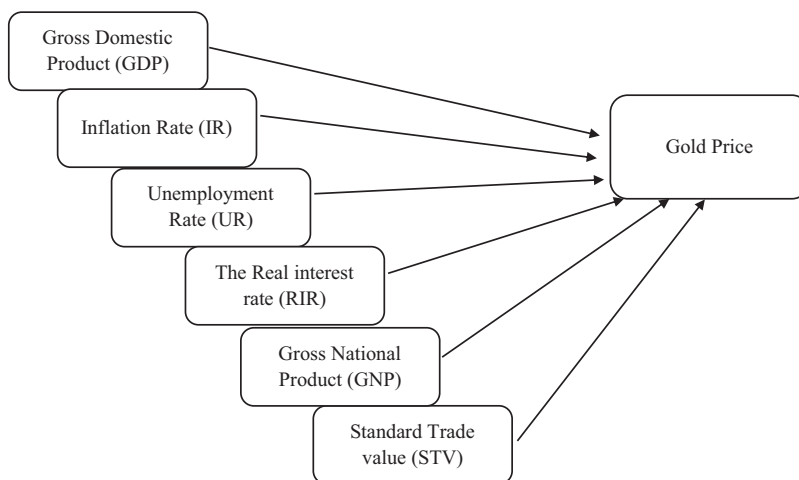 Gross Domestic
Product (GDP)
Inflation Rate (IR)
Unemployment
Rate (UR)
The Real interest
rate (RIR)
Gross National
Product (GNP)
Standard Trade
value (STV)
Gold Price